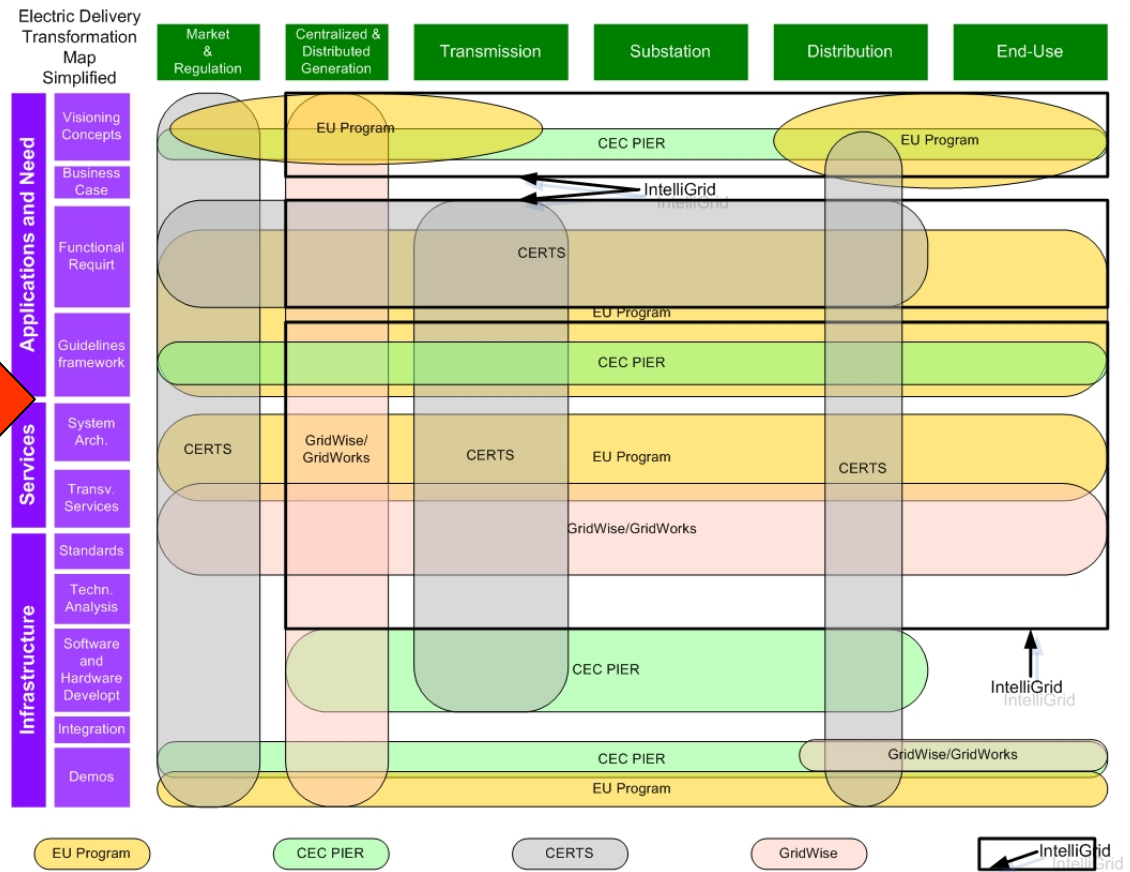 Electric Delivery
Transformation
Map
Simplified
Market
&
Regulation
Centralized &
Distributed
Generation
Transmission
Substation
Distribution
End-Use
Applications and Need
Services
Infrastructure
Visioning
Concepts
Business
Case
Functional
Requirt
Guidelines
framework
System
Arch.
Transv.
Services
Standards
Techn.
Analysis
Software
and
Hardware
Developt
Integration
Demos
EU Program
CEC PIER
EU Program
IntelliGrid
IntelliGrid
CERTS
EU Program
CEC PIER
CERTS
GridWise/
GridWorks
CERTS
EU Program
CERTS
GridWise/GridWorks
CEC PIER
IntelliGrid
IntelliGrid
CEC PIER
GridWise/GridWorks
EU Program
EU Program
CEC PIER
CERTS
GridWise
IntelliGrid
IntelliGrid